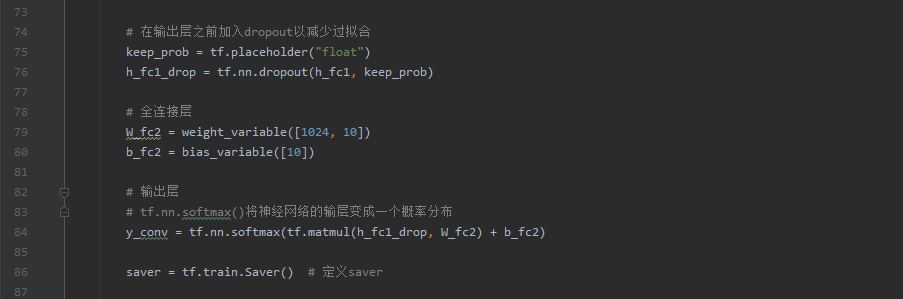 73
74 # 在输出层之前加入dropout以减少过拟合
75 keep_prob = tf.placeholder("float")
76 h_fc1_drop = tf.nn.dropout(h_fc1, keep_prob)
77
78 # 全连接层
79 W_fc2 = weight_variable([1024, 10])
80 b_fc2 = bias_variable([10])
81
82 # 输出层
83 # tf.nn.softmax()将神经网络的输层变成一个概率分布
84 y_conv = tf.nn.softmax(tf.matmul(h_fc1_drop, W_fc2) + b_fc2)
85
86 saver = tf.train.Saver()  # 定义saver
87